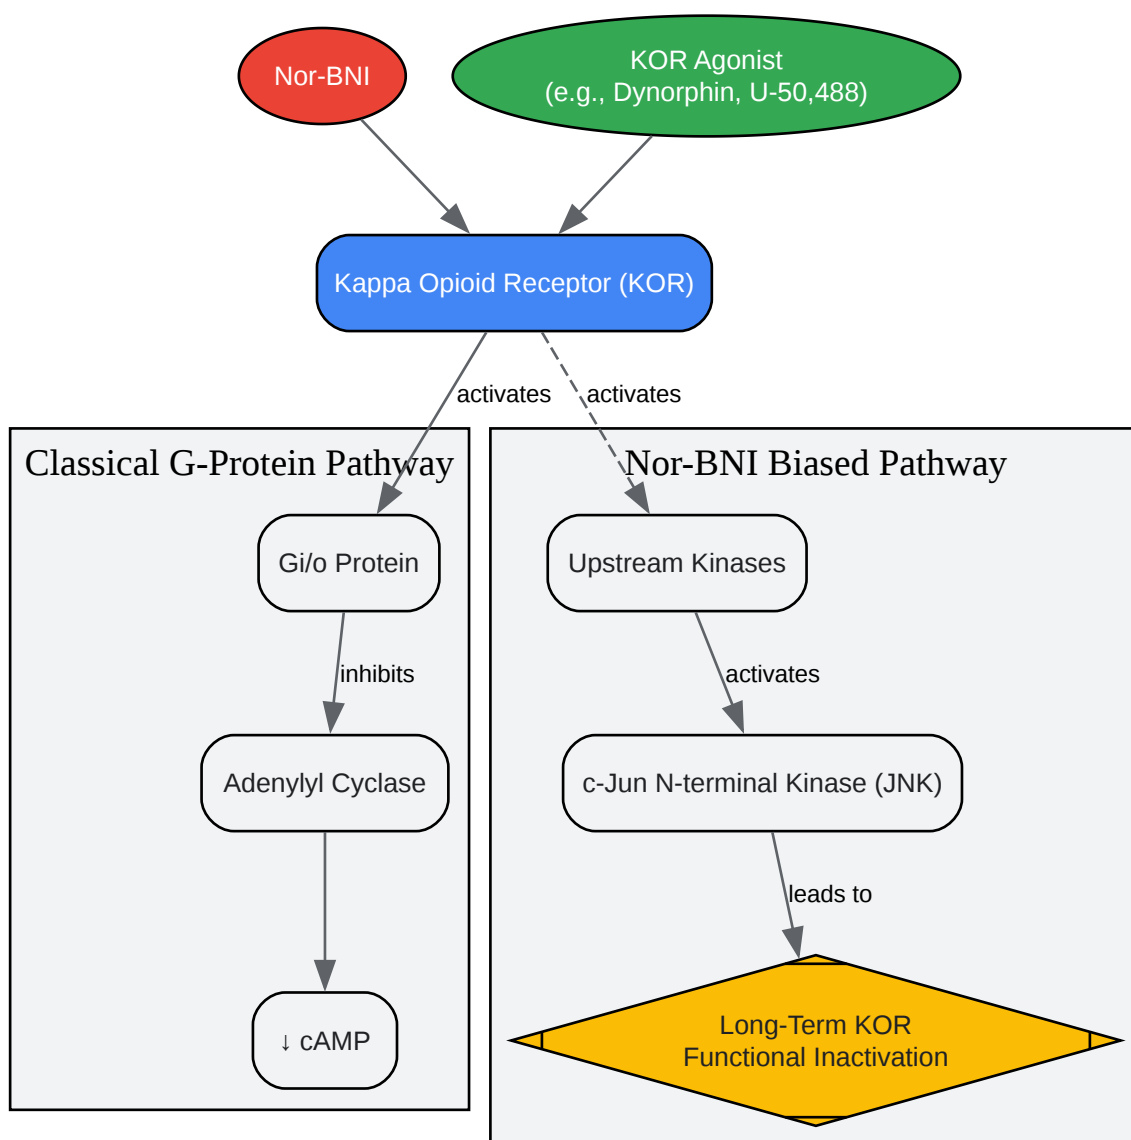 Nor-BNI
KOR Agonist
(e.g., Dynorphin, U-50,488)
Kappa Opioid Receptor (KOR)
activates
activates
Classical G-Protein Pathway
Nor-BNI Biased Pathway
Gi/o Protein
Upstream Kinases
inhibits
activates
Adenylyl Cyclase
c-Jun N-terminal Kinase (JNK)
leads to
↓ cAMP
Long-Term KOR
Functional Inactivation